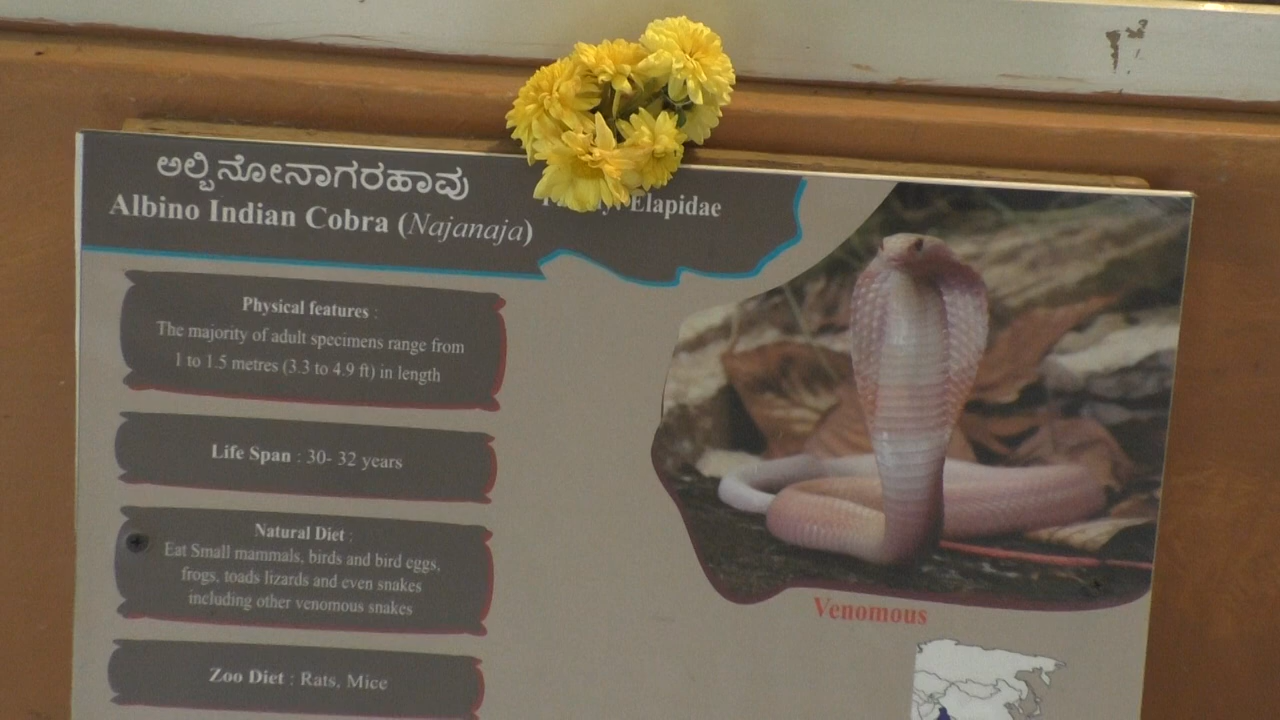 ಅಲ್ಬಿನೋನಾಗರಹಾವು
Albino Indian Cobra (Najanaja)
Elapidae
Physical features :
The majority of adult specimens range from
1 to 1.5 metres (3.3 to 4.9 ft) in length
Life Span : 30- 32 years
Natural Diet :
Eat Small mammals, birds and bird eggs,
frogs, toads lizards and even snakes
including other venomous snakes
Zoo Diet : Rats, Mice
Venomous